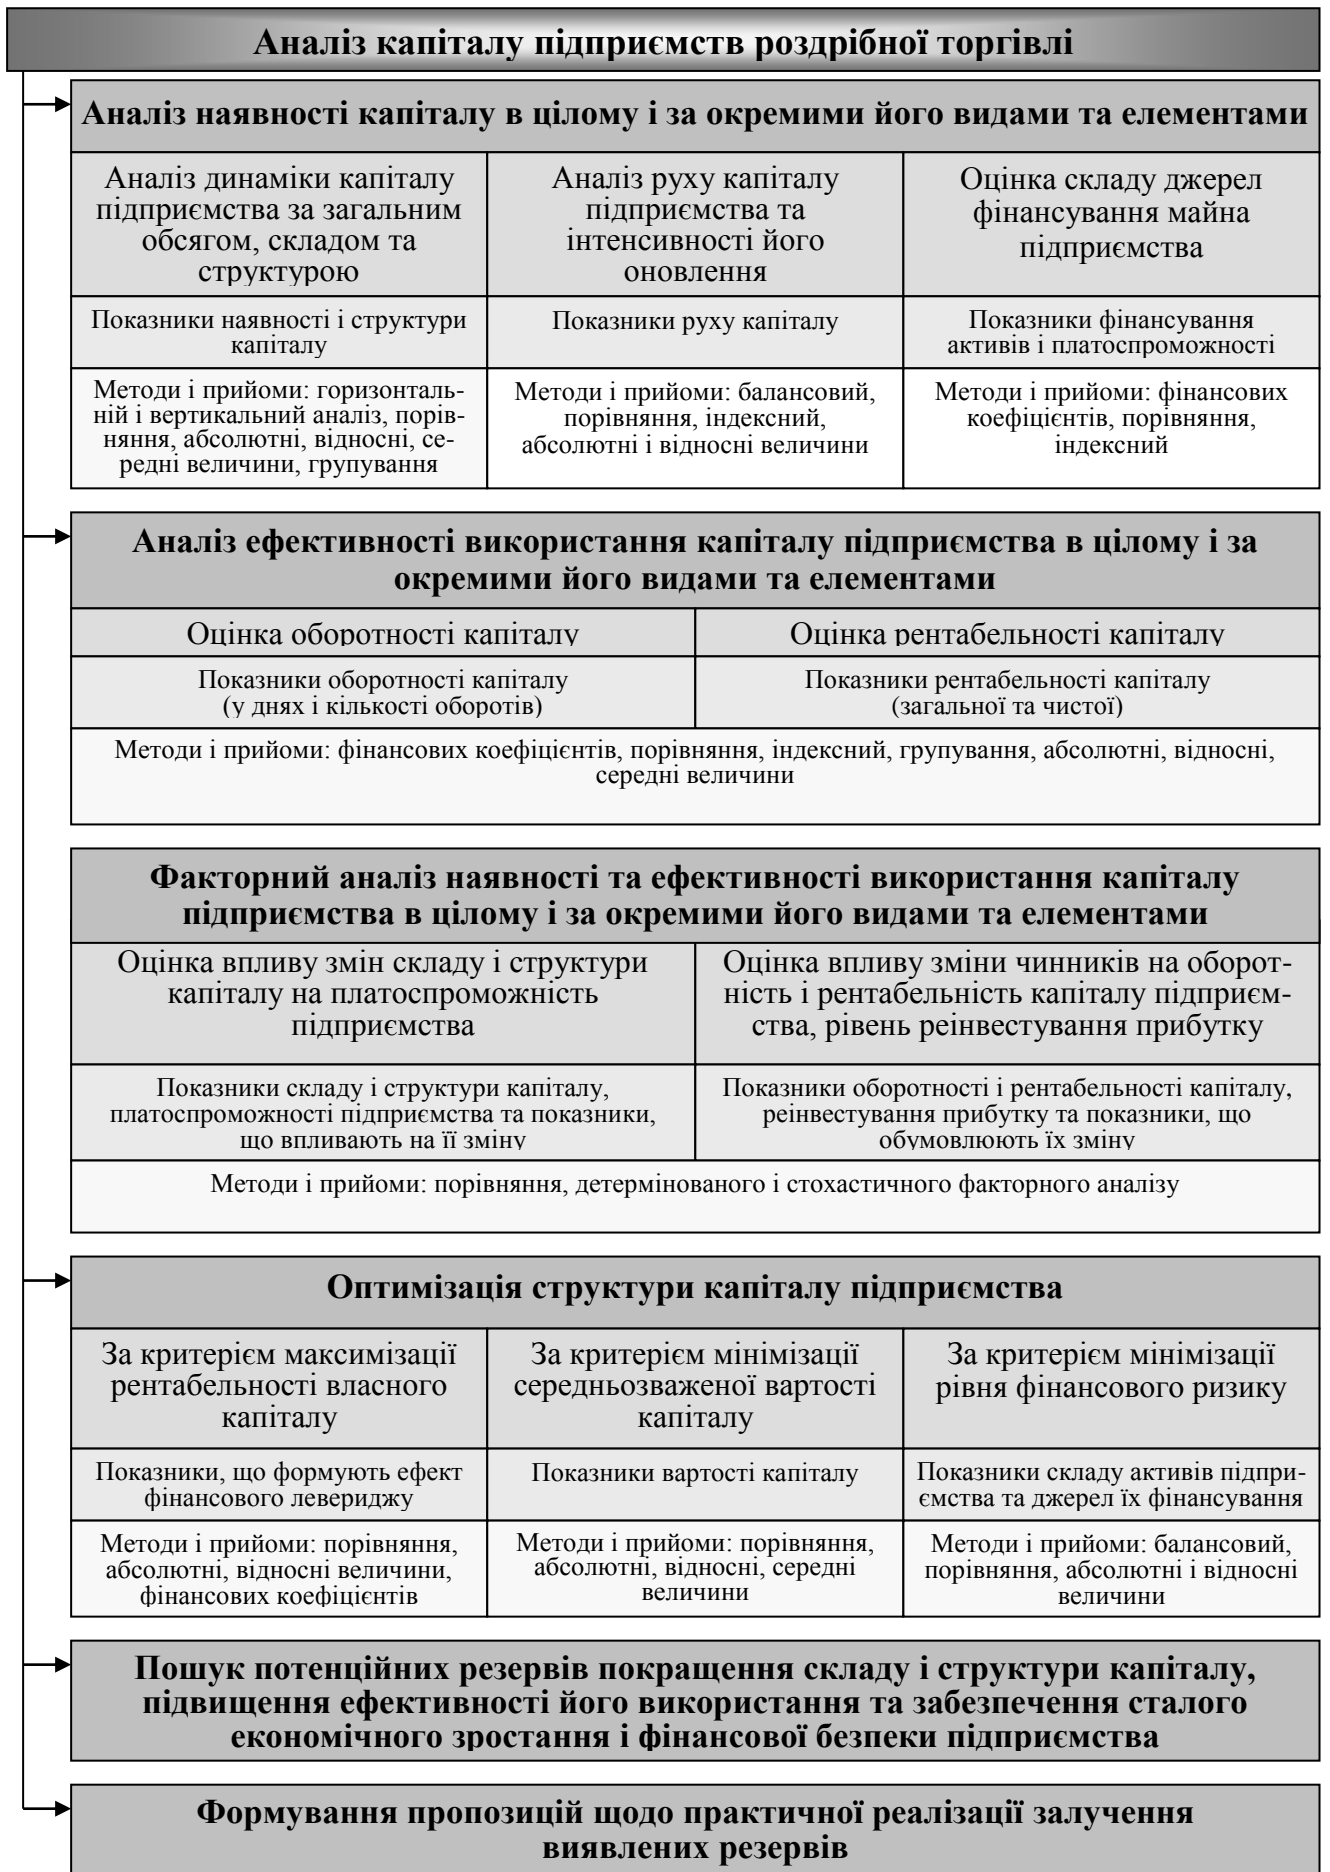 Аналіз капіталу підприємств роздрібної торгівлі
Аналіз наявності капіталу в цілому і за окремими його видами та елементами
Аналіз динаміки капіталу
підприємства за загальним
обсягом, складом та
структурою
Аналіз руху капіталу
підприємства та
інтенсивності його
оновлення
Оцінка складу джерел
фінансування майна
підприємства
Показники наявності і структури
капіталу
Показники руху капіталу
Показники фінансування
активів і платоспроможності
Методи і прийоми: горизонталь-
ній і вертикальний аналіз, порів-
няння, абсолютні, відносні, се-
редні величини, групування
Методи і прийоми: балансовий,
порівняння, індексний,
абсолютні і відносні величини
Методи і прийоми: фінансових
коефіцієнтів, порівняння,
індексний
Аналіз ефективності використання капіталу підприємства в цілому і за
окремими його видами та елементами
Оцінка оборотності капіталу
Оцінка рентабельності капіталу
Показники оборотності капіталу
(у днях і кількості оборотів)
Показники рентабельності капіталу
(загальної та чистої)
Методи і прийоми: фінансових коефіцієнтів, порівняння, індексний, групування, абсолютні, відносні,
середні величини
Факторний аналіз наявності та ефективності використання капіталу
підприємства в цілому і за окремими його видами та елементами
Оцінка впливу змін складу і структури
капіталу на платоспроможність
підприємства
Оцінка впливу зміни чинників на оборот-
ність і рентабельність капіталу підприєм-
ства, рівень реінвестування прибутку
Показники складу і структури капіталу,
платоспроможності підприємства та показники,
що впливають на її зміну
Показники оборотності і рентабельності капіталу,
реінвестування прибутку та показники, що
обумовлюють їх зміну
Методи і прийоми: порівняння, детермінованого і стохастичного факторного аналізу
Оптимізація структури капіталу підприємства
За критерієм максимізації
рентабельності власного
капіталу
За критерієм мінімізації
середньозваженої вартості
капіталу
За критерієм мінімізації
рівня фінансового ризику
Показники, що формують ефект
фінансового левериджу
Показники вартості капіталу
Показники складу активів підпри-
ємства та джерел їх фінансування
Методи і прийоми: порівняння,
абсолютні, відносні величини,
фінансових коефіцієнтів
Методи і прийоми: порівняння,
абсолютні, відносні, середні
величини
Методи і прийоми: балансовий,
порівняння, абсолютні і відносні
величини
Пошук потенційних резервів покращення складу і структури капіталу,
підвищення ефективності його використання та забезпечення сталого
економічного зростання і фінансової безпеки підприємства
Формування пропозицій щодо практичної реалізації залучення
виявлених резервів